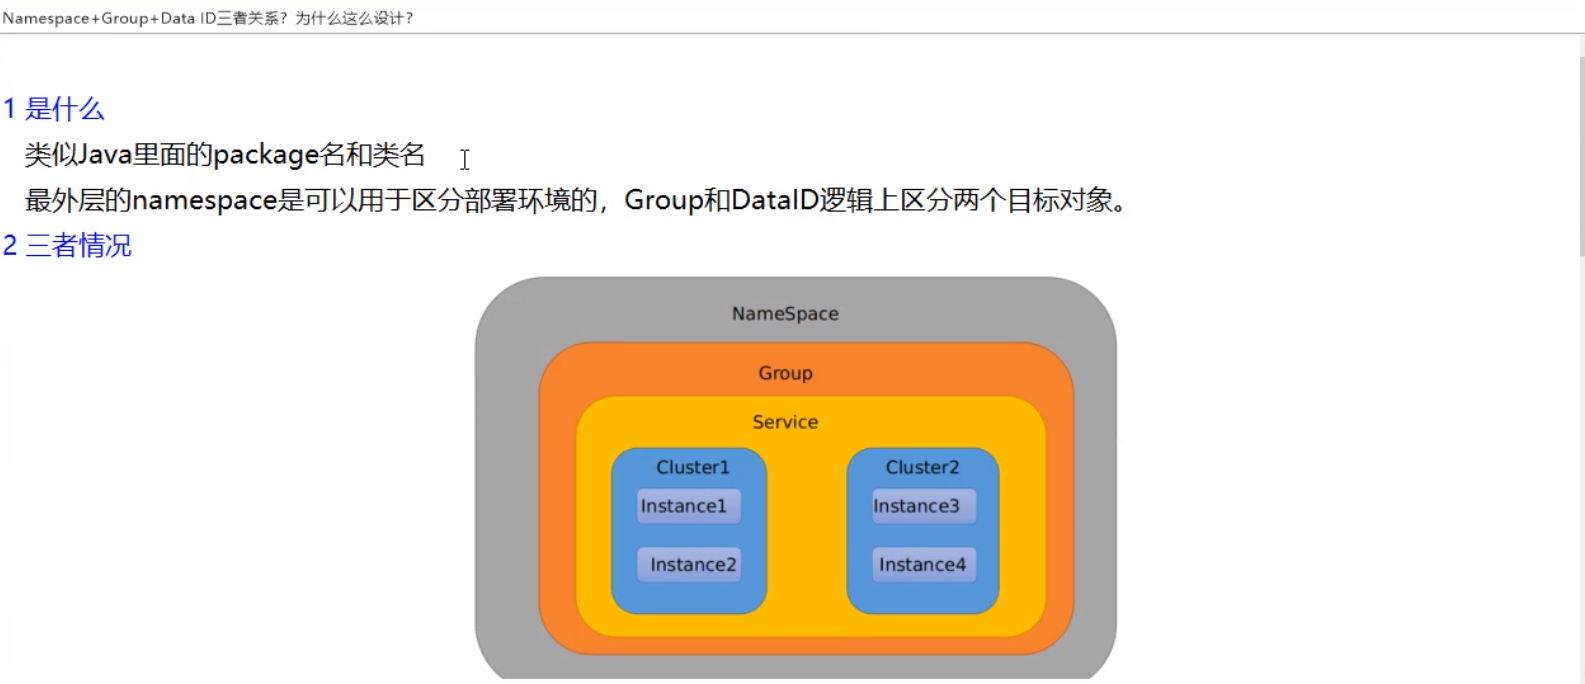 Namespace+Group+Data ID三者关系？为什么这么设计？
1 是什么
类似Java里面的package名和类名
最外层的namespace是可以用于区分部署环境的，Group和DataID逻辑上区分两个目标对象。
2 三者情况
NameSpace
Group
Service
Cluster1
Cluster2
Instance1
Instance3
Instance2
Instance4